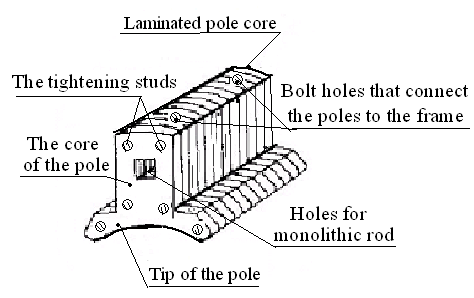 Laminated pole core
The tightening studs
Bolt holes that connect
the poles to the frame
The core
of the pole
Holes for
monolithic rod
Tip of the pole